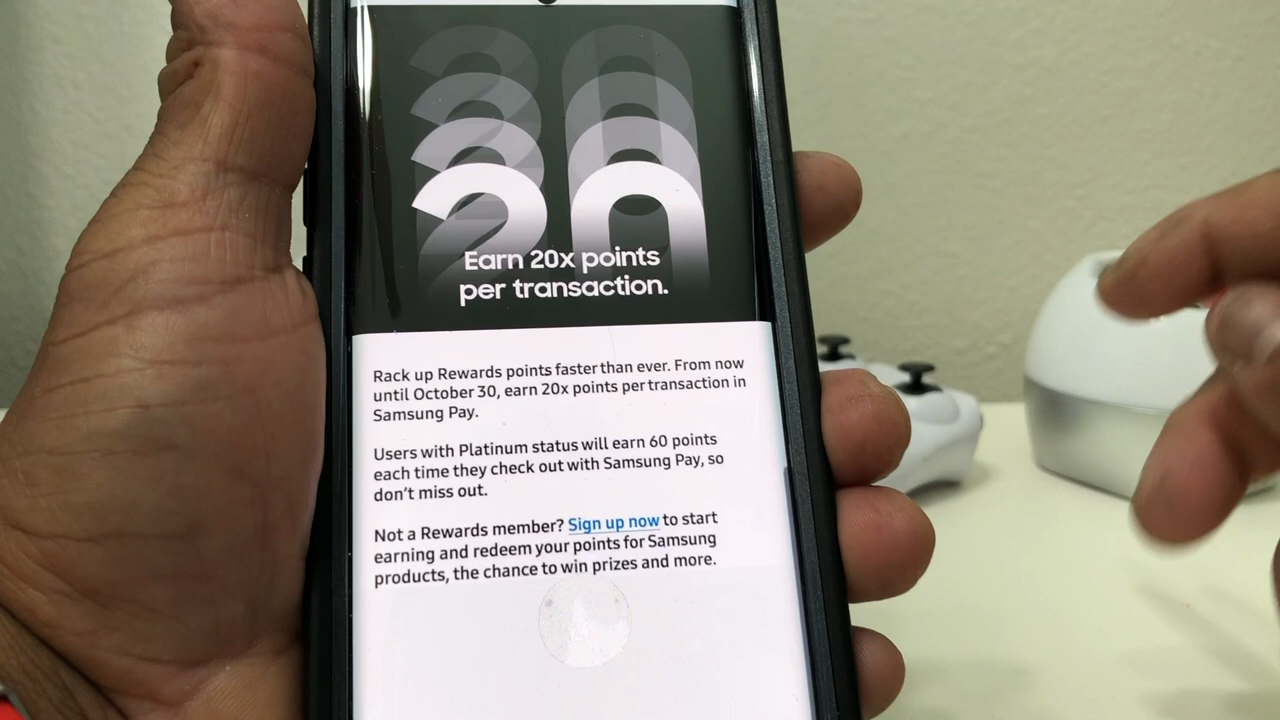 20
Earn 20x points
per transaction.
Rack up Rewards points faster than ever. From now
until October 30, earn 20x points per transaction in
Samsung Pay.
Users with Platinum status will earn 60 points
each time they check out with Samsung Pay, so
don't miss out.
Not a Rewards member? Sign up now to start
earning and redeem your points for Samsung
products, the chance to win prizes and more.